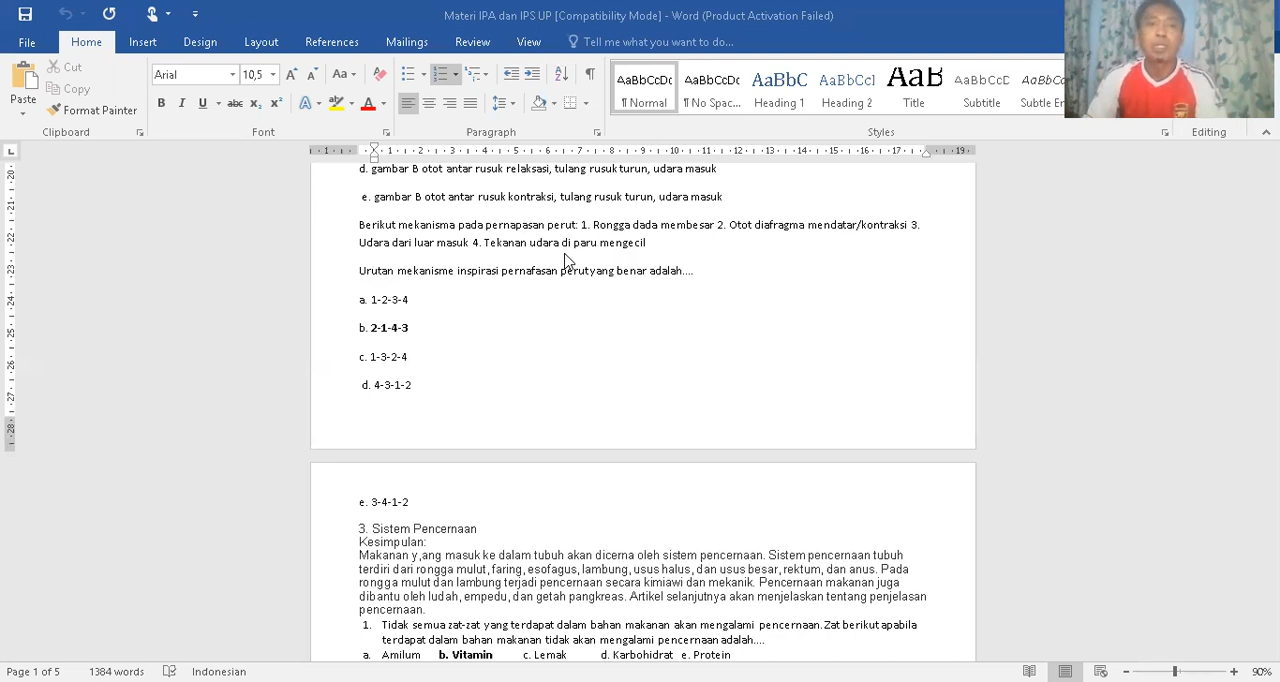 Materi IPA dan IPS UP [Compatibility Mode] - Word (Product Activation Failed)
File Home Insert Design Layout References Mailings Review View Tell me what you want to do...
Paste
Cut
Copy
Format Painter
Clipboard
Arial 10,5
Font
Paragraph
AaBbCcDc AaBbCcDc AaBbC AaBbCcI AaB AaBbCcD
¶ Normal ¶ No Spac... Heading 1 Heading 2 Title Subtitle Subtle Em
Styles
Editing
d. gambar B otot antar rusuk relaksasi, tulang rusuk turun, udara masuk
e. gambar B otot antar rusuk kontraksi, tulang rusuk turun, udara masuk
Berikut mekanisma pada pernapasan perut: 1. Rongga dada membesar 2. Otot diafragma mendatar/kontraksi 3.
Udara dari luar masuk 4. Tekanan udara di paru mengecil
Urutan mekanisme inspirasi pernafasan perut yang benar adalah....
a. 1-2-3-4
b. 2-1-4-3
c. 1-3-2-4
d. 4-3-1-2
e. 3-4-1-2
3. Sistem Pencernaan
Kesimpulan:
Makanan y,ang masuk ke dalam tubuh akan dicerna oleh sistem pencernaan. Sistem pencernaan tubuh
terdiri dari rongga mulut, faring, esofagus, lambung, usus halus, dan usus besar, rektum, dan anus. Pada
rongga mulut dan lambung terjadi pencernaan secara kimiawi dan mekanik. Pencernaan makanan juga
dibantu oleh ludah, empedu, dan getah pangkreas. Artikel selanjutnya akan menjelaskan tentang penjelasan
pencernaan.
1. Tidak semua zat-zat yang terdapat dalam bahan makanan akan mengalami pencernaan.Zat berikut apabila
terdapat dalam bahan makanan tidak akan mengalami pencernaan adalah....
a. Amilum b. Vitamin c. Lemak d. Karbohidrat e. Protein
Page 1 of 5 1384 words Indonesian 90%